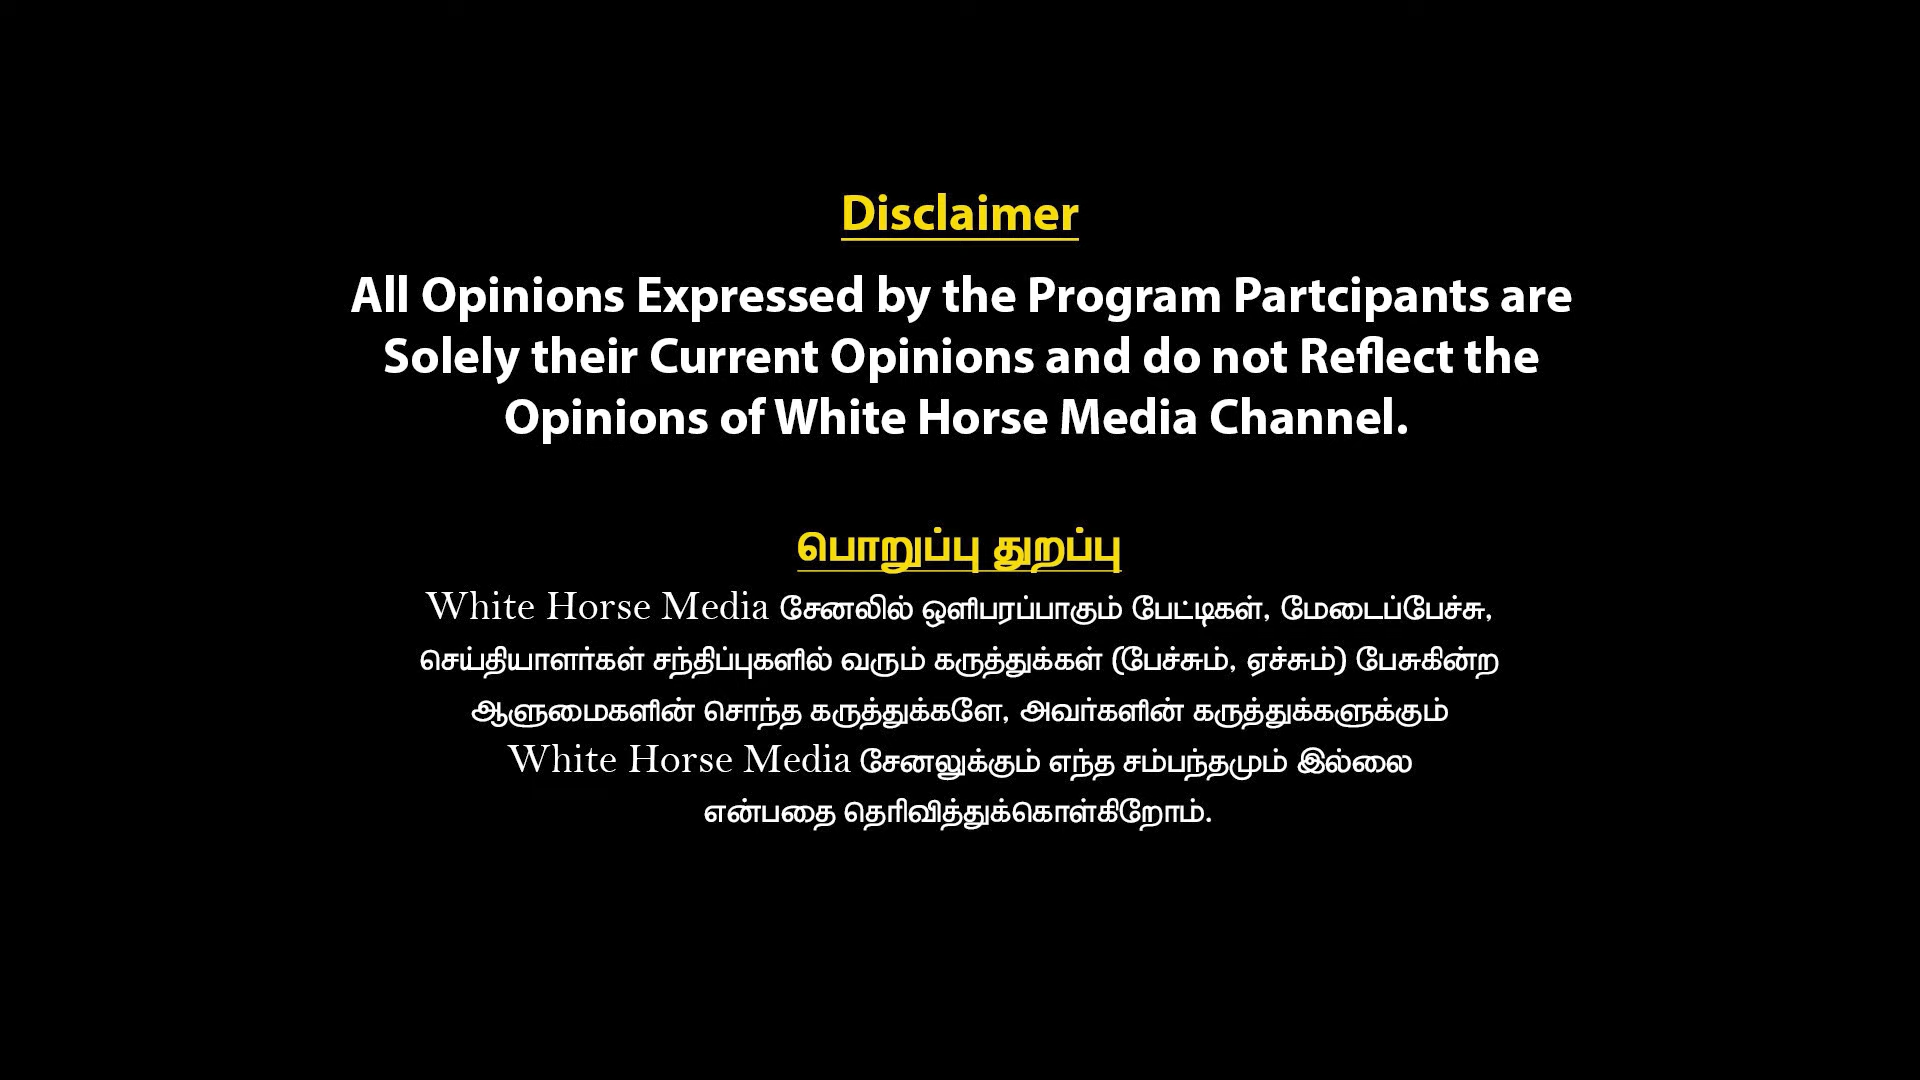 Disclaimer
All Opinions Expressed by the Program Partcipants are
Solely their Current Opinions and do not Reflect the
Opinions of White Horse Media Channel.
பொறுப்பு துறப்பு
White Horse Media சேனலில் ஒளிபரப்பாகும் பேட்டிகள், மேடைப்பேச்சு,
செய்தியாளர்கள் சந்திப்புகளில் வரும் கருத்துக்கள் (பேச்சும், ஏச்சும்) பேசுகின்ற
ஆளுமைகளின் சொந்த கருத்துக்களே, அவர்களின் கருத்துக்களுக்கும்
White Horse Media சேனலுக்கும் எந்த சம்பந்தமும் இல்லை
என்பதை தெரிவித்துக்கொள்கிறோம்.